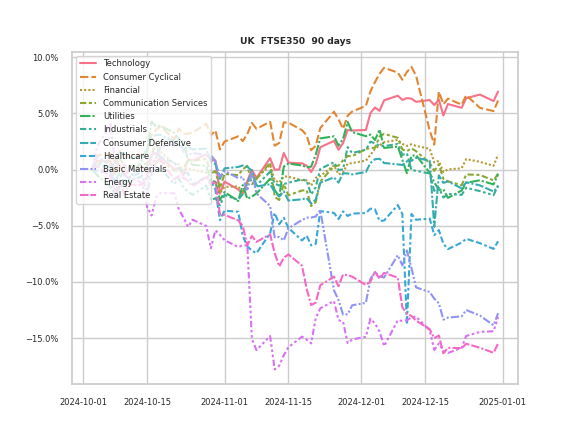 UK FTSE350 90 days
10.0%
5.0%
0.0%
−5.0%
−10.0%
−15.0%
Technology
Consumer Cyclical
Financial
Communication Services
Utilities
Industrials
Consumer Defensive
Healthcare
Basic Materials
Energy
Real Estate
2024-10-01 2024-10-15 2024-11-01 2024-11-15 2024-12-01 2024-12-15 2025-01-01